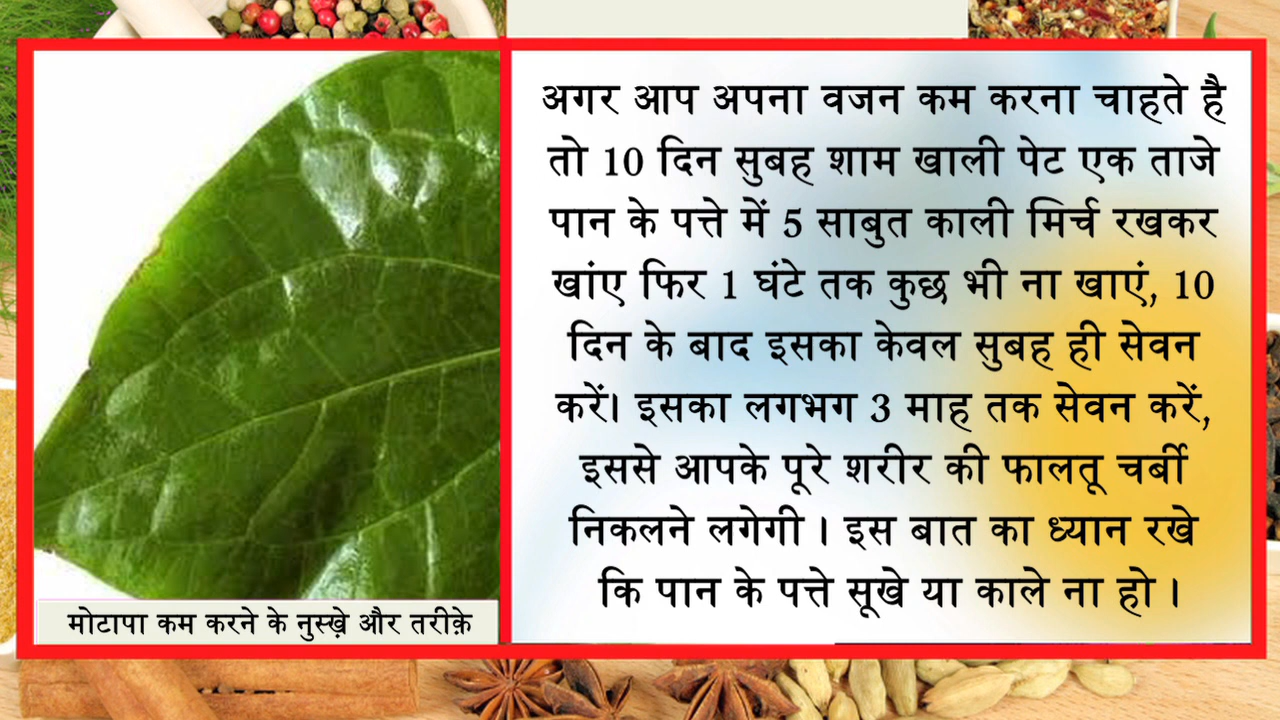 अगर आप अपना वजन कम करना चाहते है
तो 10 दिन सुबह शाम खाली पेट एक ताजे
पान के पत्ते में 5 साबुत काली मिर्च रखकर
खांए फिर 1 घंटे तक कुछ भी ना खाएं, 10
दिन के बाद इसका केवल सुबह ही सेवन
करें। इसका लगभग 3 माह तक सेवन करें,
इससे आपके पूरे शरीर की फालतू चर्बी
निकलने लगेगी । इस बात का ध्यान रखे
कि पान के पत्ते सूखे या काले ना हो ।
मोटापा कम करने के नुस्ख़े और तरीक़े